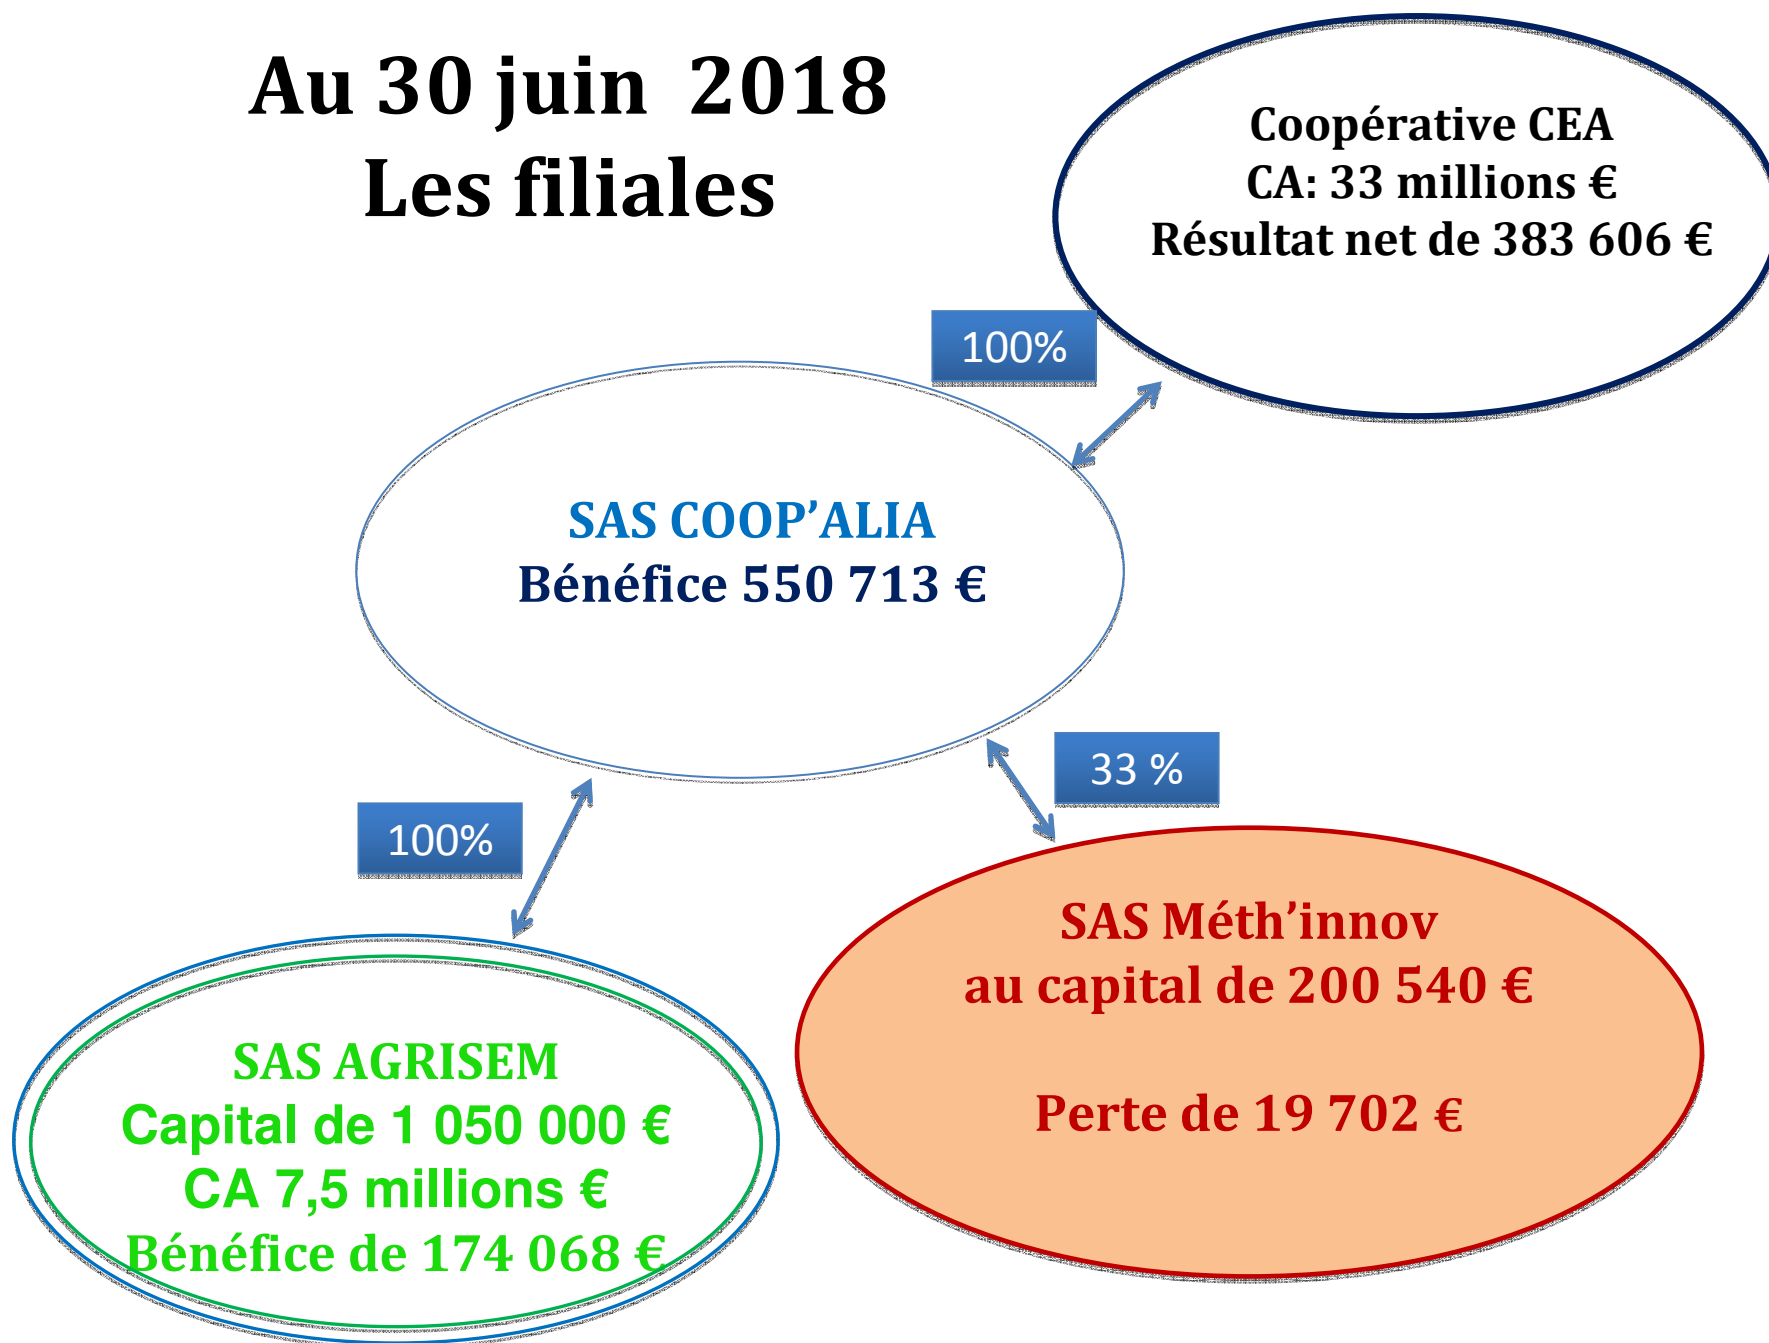 Au 30 juin 2018
Les filiales
Coopérative CEA
CA: 33 millions €
Résultat net de 383 606 €
100%
SAS COOP’ALIA
Bénéfice 550 713 €
33 %
100%
SAS Méth’innov
au capital de 200 540 €
Perte de 19 702 €
SAS AGRISEM
Capital de 1 050 000 €
CA 7,5 millions €
Bénéfice de 174 068 €